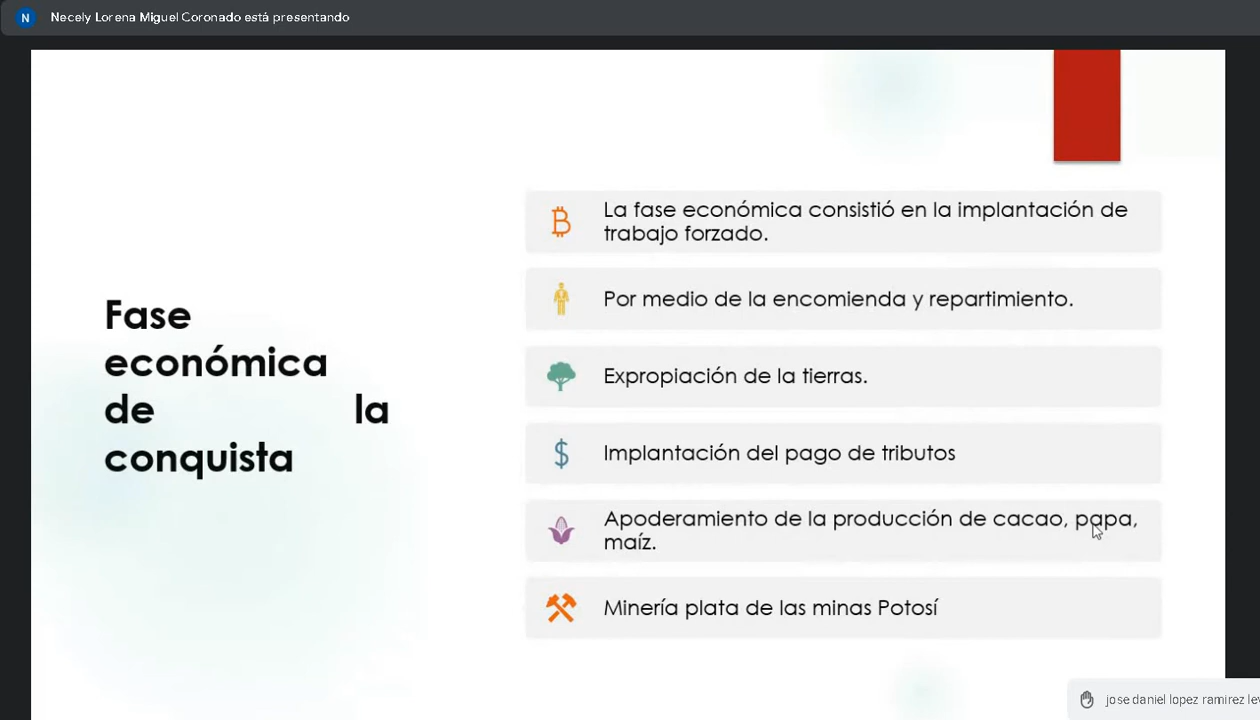 N Necely Lorena Miguel Coronado está presentando
Fase
económica
de la
conquista
La fase económica consistió en la implantación de
trabajo forzado.
Por medio de la encomienda y repartimiento.
Expropiación de la tierras.
$ Implantación del pago de tributos
Apoderamiento de la producción de cacao, papa,
maíz.
Minería plata de las minas Potosí
jose daniel lopez ramirez